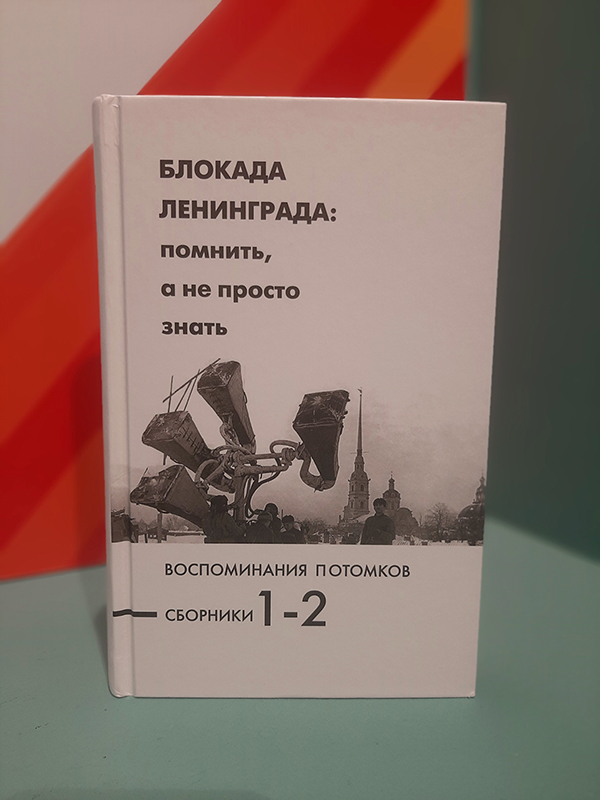 БЛОКАДА
ЛЕНИНГРАДА:
помнить,
а не просто
знать
ВОСПОМИНАНИЯ ПОТОМКОВ
СБОРНИКИ 1-2